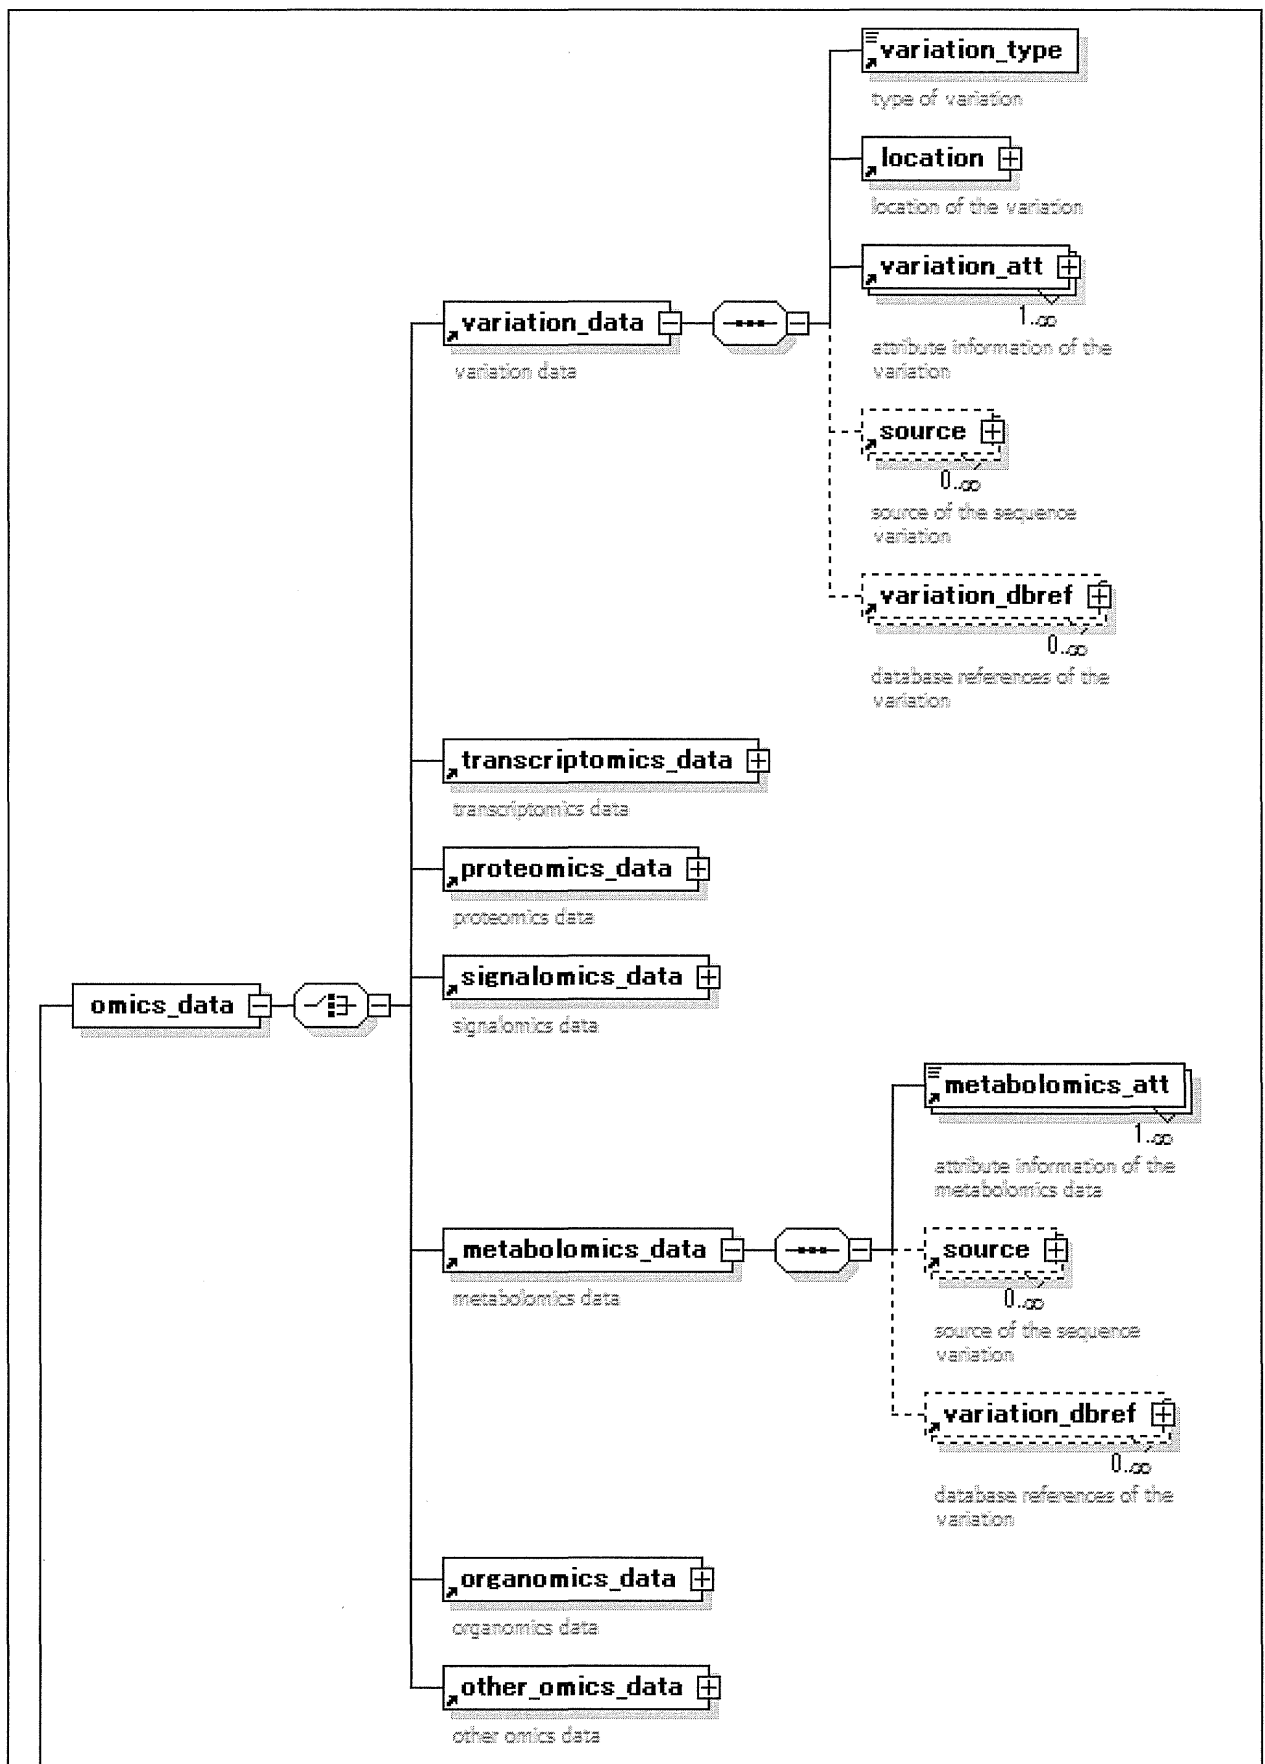 variation_type
type of variation
location
location of the variation
variation_att
1..∞
attribute information of the
variation
variation_data
variation data
source
0..∞
source of the sequence
variation
variation_dbref
0..∞
database references of the
variation
transcriptomics_data
transcriptomics data
proteomics_data
proteomics data
signalomics_data
signalomics data
omics_data
metabolomics_att
1..∞
attribute information of the
metabolomics data
metabolomics_data
metabolomics data
source
0..∞
source of the sequence
variation
variation_dbref
0..∞
database references of the
variation
organomics_data
organomics data
other_omics_data
other omics data